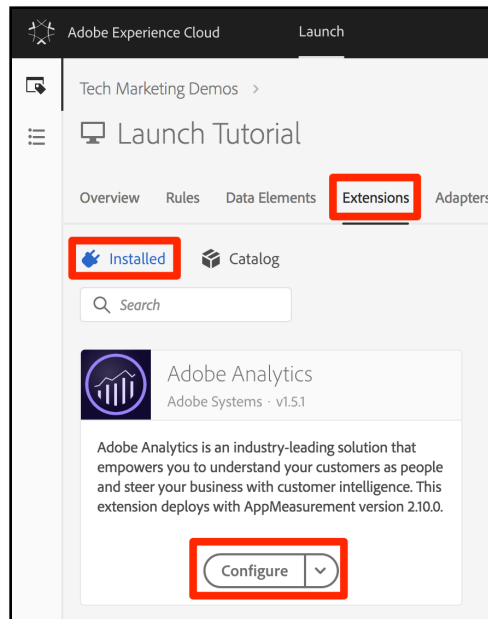 Adobe Experience Cloud Launch
Tech Marketing Demos >
Launch Tutorial
Overview Rules Data Elements Extensions Adapters
Installed Catalog
Search
Adobe Analytics
Adobe Systems · v1.5.1
Adobe Analytics is an industry-leading solution that
empowers you to understand your customers as people
and steer your business with customer intelligence. This
extension deploys with AppMeasurement version 2.10.0.
Configure